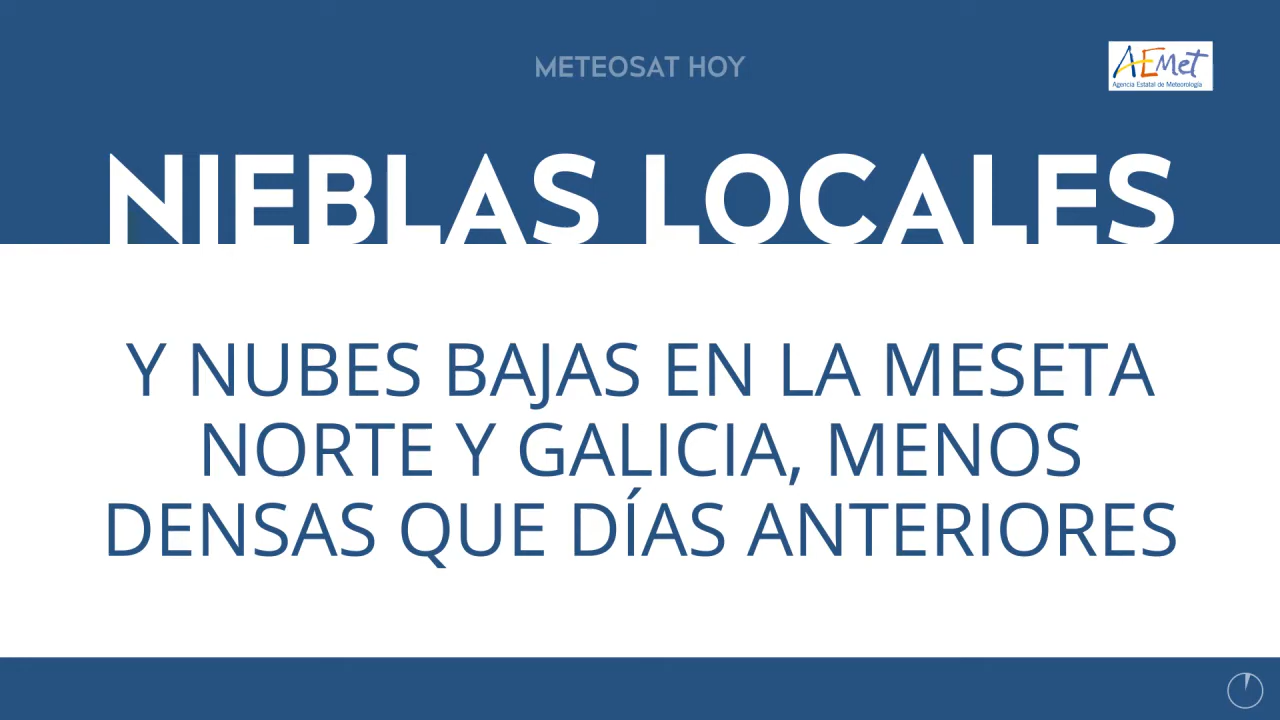 METEOSAT HOY
AEMet
Agencia Estatal de Meteorología
NIEBLAS LOCALES
Y NUBES BAJAS EN LA MESETA
NORTE Y GALICIA, MENOS
DENSAS QUE DÍAS ANTERIORES